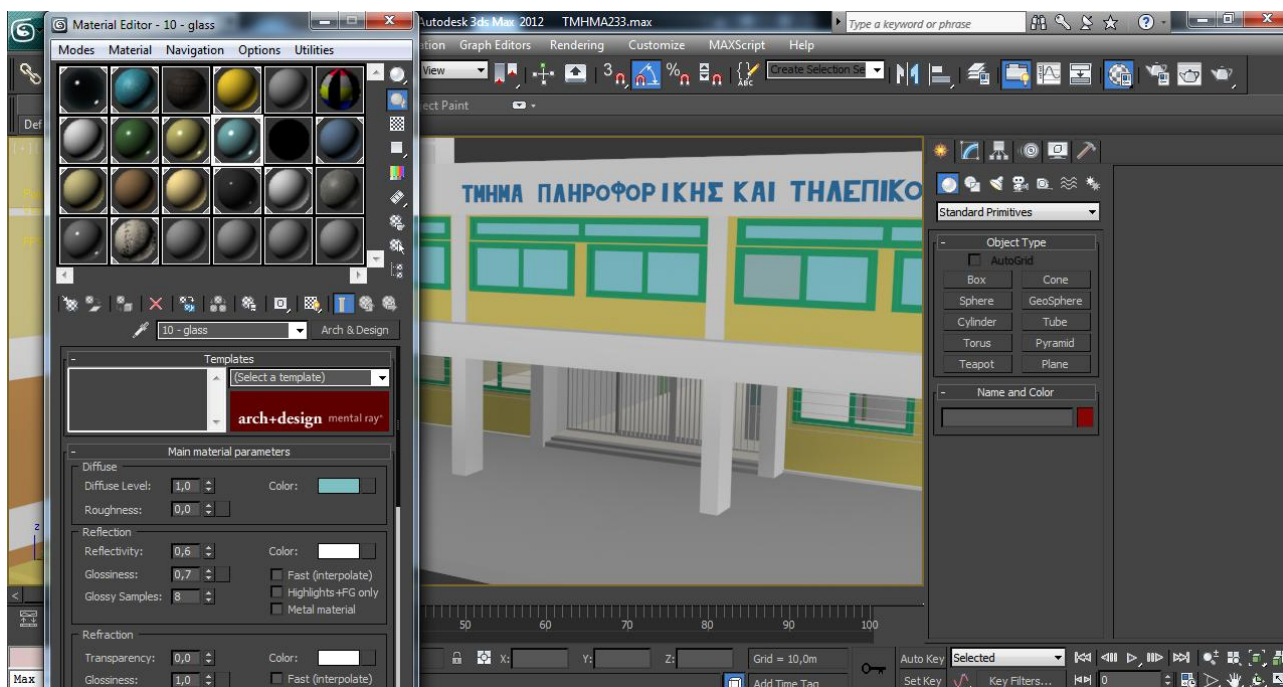 Material Editor - 10 - glass
Autodesk 3ds Max 2012 TMHMA233.max
Type a keyword or phrase
Modes Material Navigation Options Utilities
Graph Editors Rendering Customize MAXScript Help
View
3
%
ABC
Create Selection Se
ect Paint
Def
ΤΜΗΜΑ ΠΛΗΡΟΦΟΡΙΚΗΣ ΚΑΙ ΤΗΛΕΠΙΚΟ
Standard Primitives
- Object Type
AutoGrid
Box Cone
Sphere GeoSphere
Cylinder Tube
Torus Pyramid
Teapot Plane
- Name and Color
10 - glass Arch & Design
- Templates
(Select a template)
arch+design mental ray
- Main material parameters
Diffuse
Diffuse Level: 1,0 Color:
Roughness: 0,0
Reflection
Reflectivity: 0,6 Color:
Glossiness: 0,7 Fast (interpolate)
Glossy Samples: 8 Highlights+FG only
Metal material
Refraction
Transparency: 0,0 Color:
Glossiness: 1,0 Fast (interpolate)
z
50 60 70 80 90 100
X: Y: Z: Grid = 10,0m
Auto Key Selected
Max
Add Time Tag
Set Key Key Filters... 0